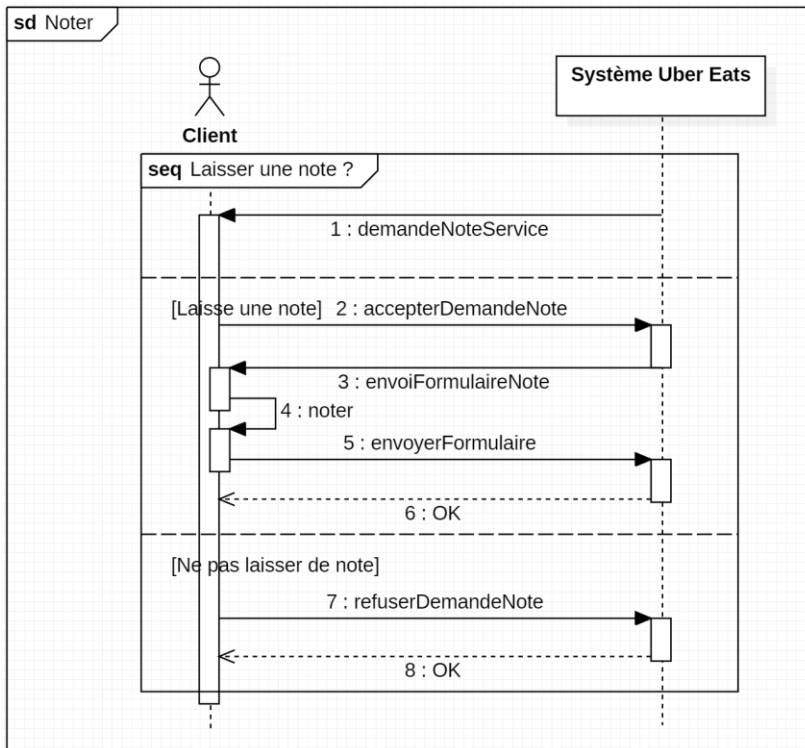 sd Noter
Système Uber Eats
Client
seq Laisser une note ?
1 : demandeNoteService
[Laisse une note] 2 : accepterDemandeNote
3 : envoiFormulaireNote
4 : noter
5 : envoyerFormulaire
6 : OK
[Ne pas laisser de note]
7 : refuserDemandeNote
8 : OK